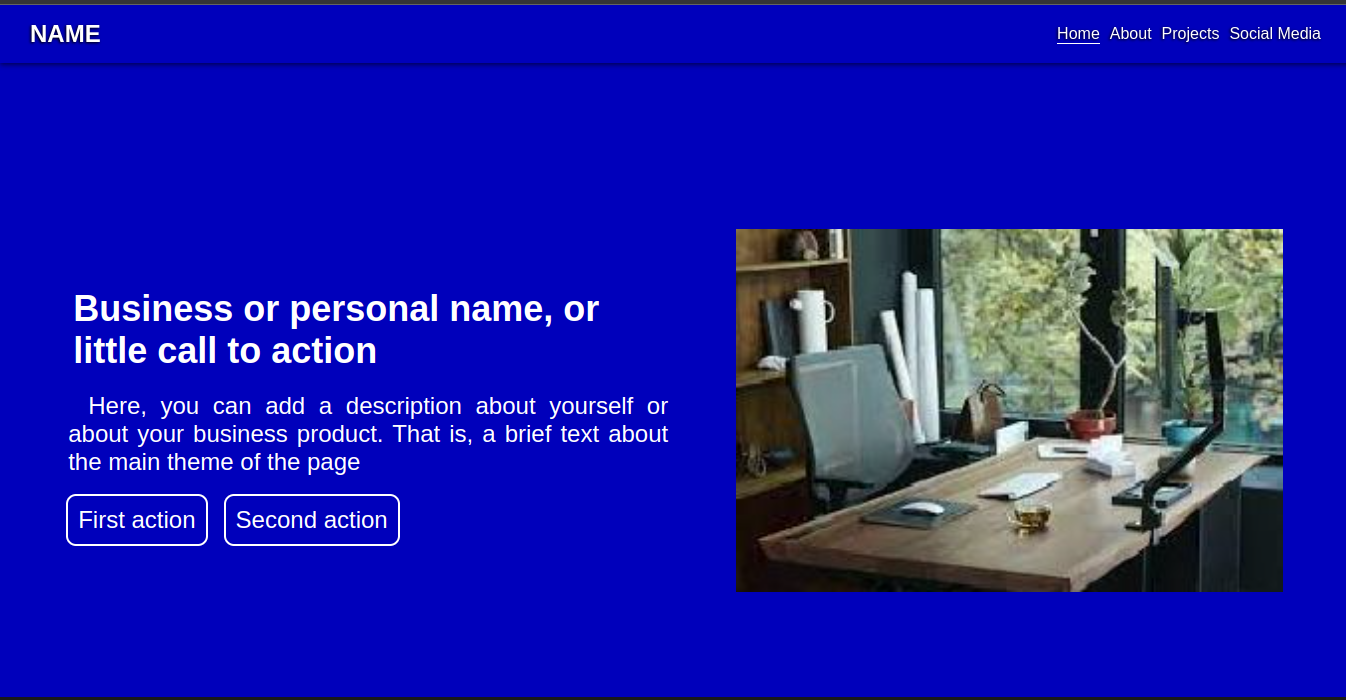 NAME
Home About Projects Social Media
Business or personal name, or
little call to action
Here, you can add a description about yourself or
about your business product. That is, a brief text about
the main theme of the page
First action Second action